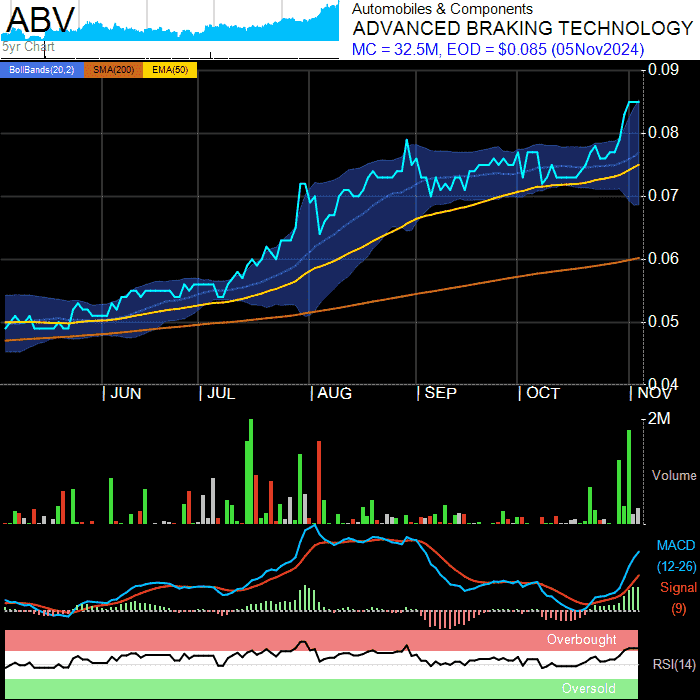 ABV
5yr Chart
Automobiles & Components
ADVANCED BRAKING TECHNOLOGY
MC = 32.5M, EOD = $0.085 (05Nov2024)
BollBands(20,2) SMA(200) EMA(50)
0.09
0.08
0.07
0.06
0.05
0.04
JUN JUL AUG SEP OCT NOV
2M
Volume
MACD
(12-26)
Signal
(9)
Overbought
RSI(14)
Oversold